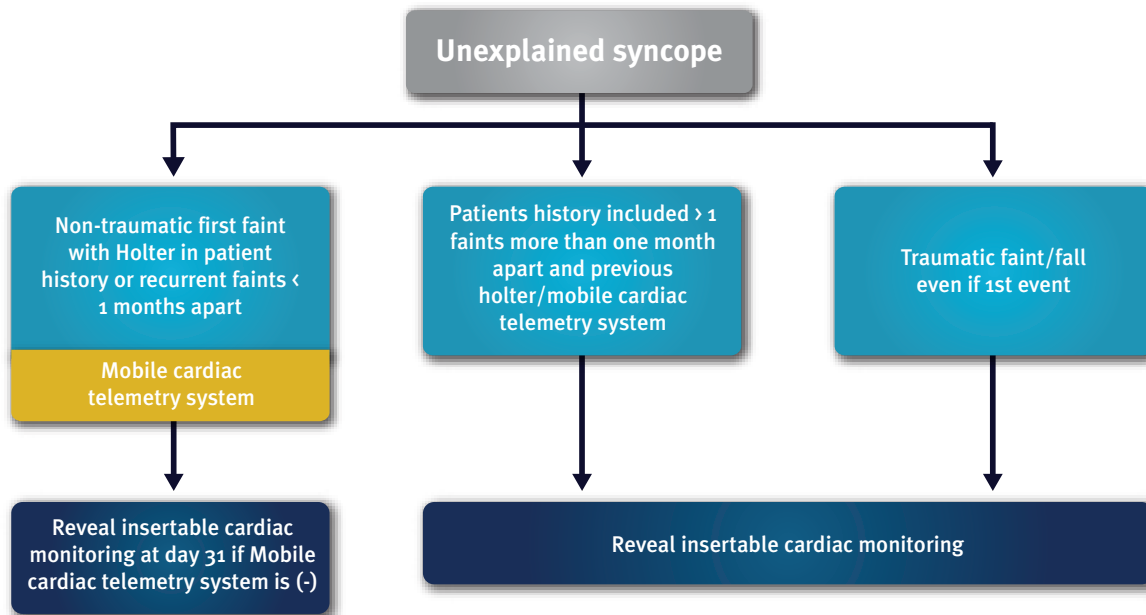 Unexplained syncope
Non-traumatic first faint
with Holter in patient
history or recurrent faints <
1 months apart
Mobile cardiac
telemetry system
Patients history included > 1
faints more than one month
apart and previous
holter/mobile cardiac
telemetry system
Traumatic faint/fall
even if 1st event
Reveal insertable cardiac
monitoring at day 31 if Mobile
cardiac telemetry system is (-)
Reveal insertable cardiac monitoring